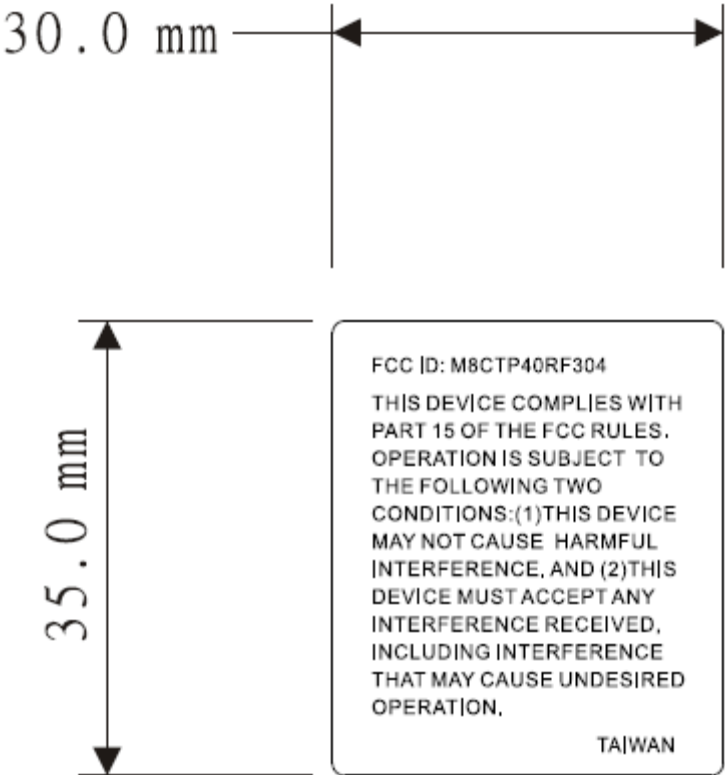 30.0 mm
35.0 mm
FCC ID: M8CTP40RF304
THIS DEVICE COMPLIES WITH
PART 15 OF THE FCC RULES.
OPERATION IS SUBJECT TO
THE FOLLOWING TWO
CONDITIONS:(1)THIS DEVICE
MAY NOT CAUSE HARMFUL
INTERFERENCE, AND (2)THIS
DEVICE MUST ACCEPT ANY
INTERFERENCE RECEIVED,
INCLUDING INTERFERENCE
THAT MAY CAUSE UNDESIRED
OPERATION.
TAIWAN